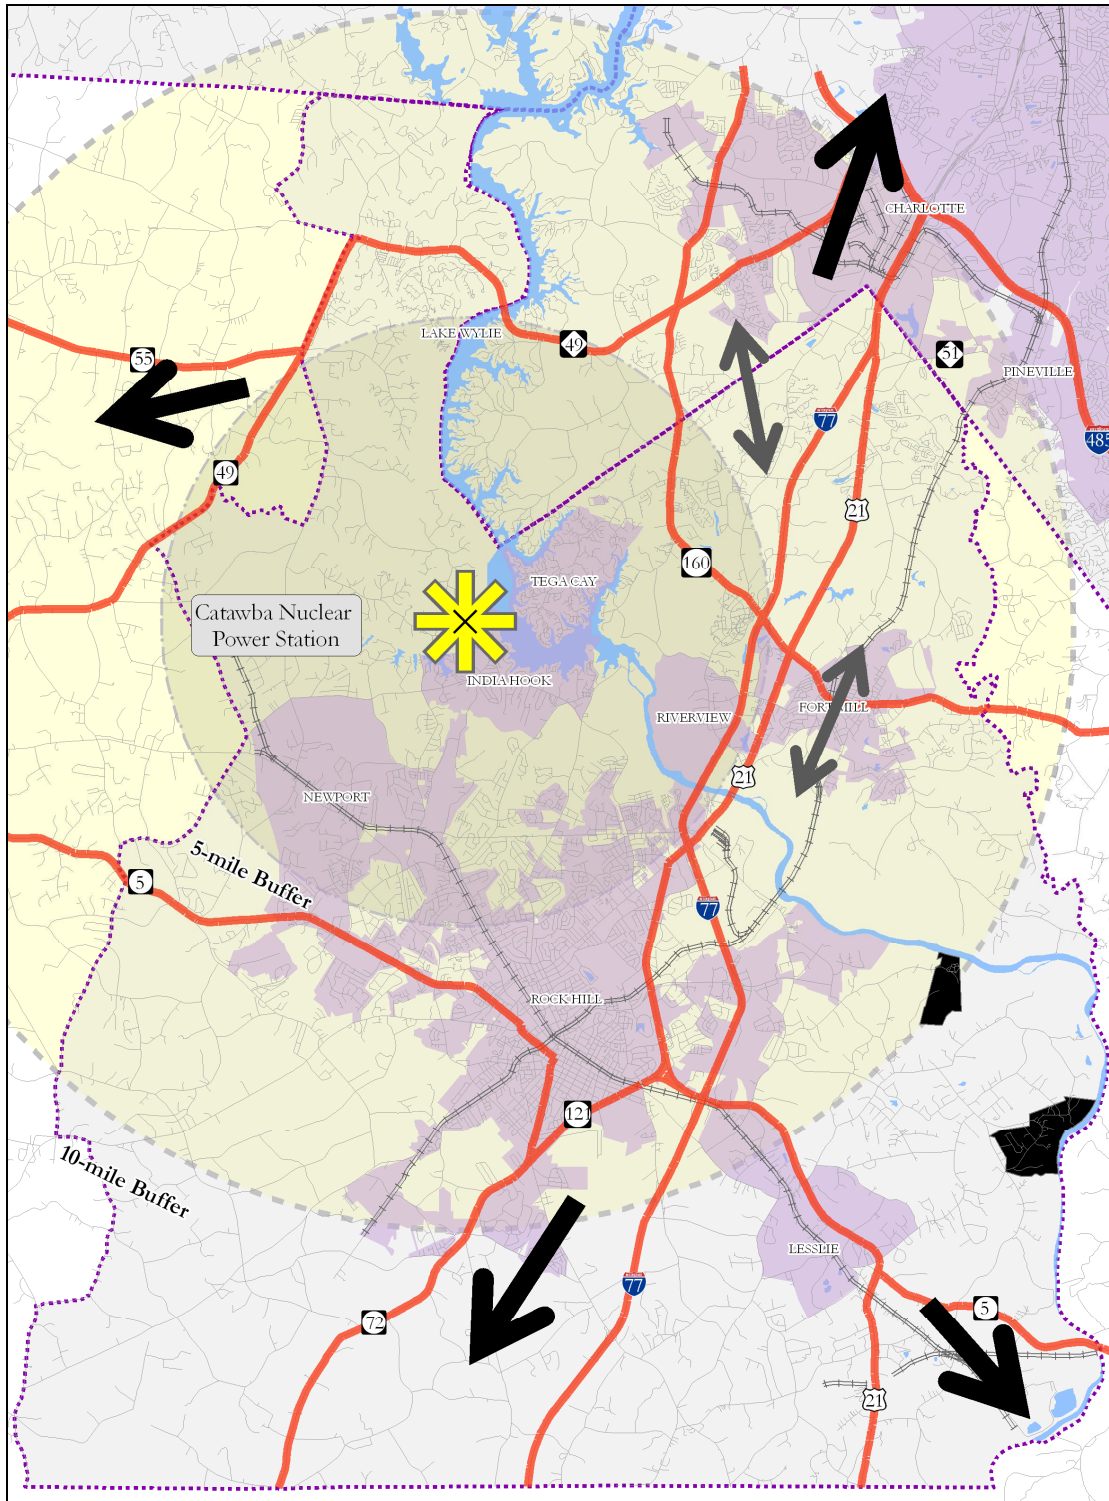 CHARLOTTE
LAKE WYLIE
49
51
55
PINEVILLE
77
485
49
21
160
TEGA CAY
Catawba Nuclear
Power Station
INDIA HOOK
RIVERVIEW
FORT MILL
21
NEWPORT
5-mile Buffer
5
77
ROCK HILL
121
10-mile Buffer
LESSLIE
77
5
72
21